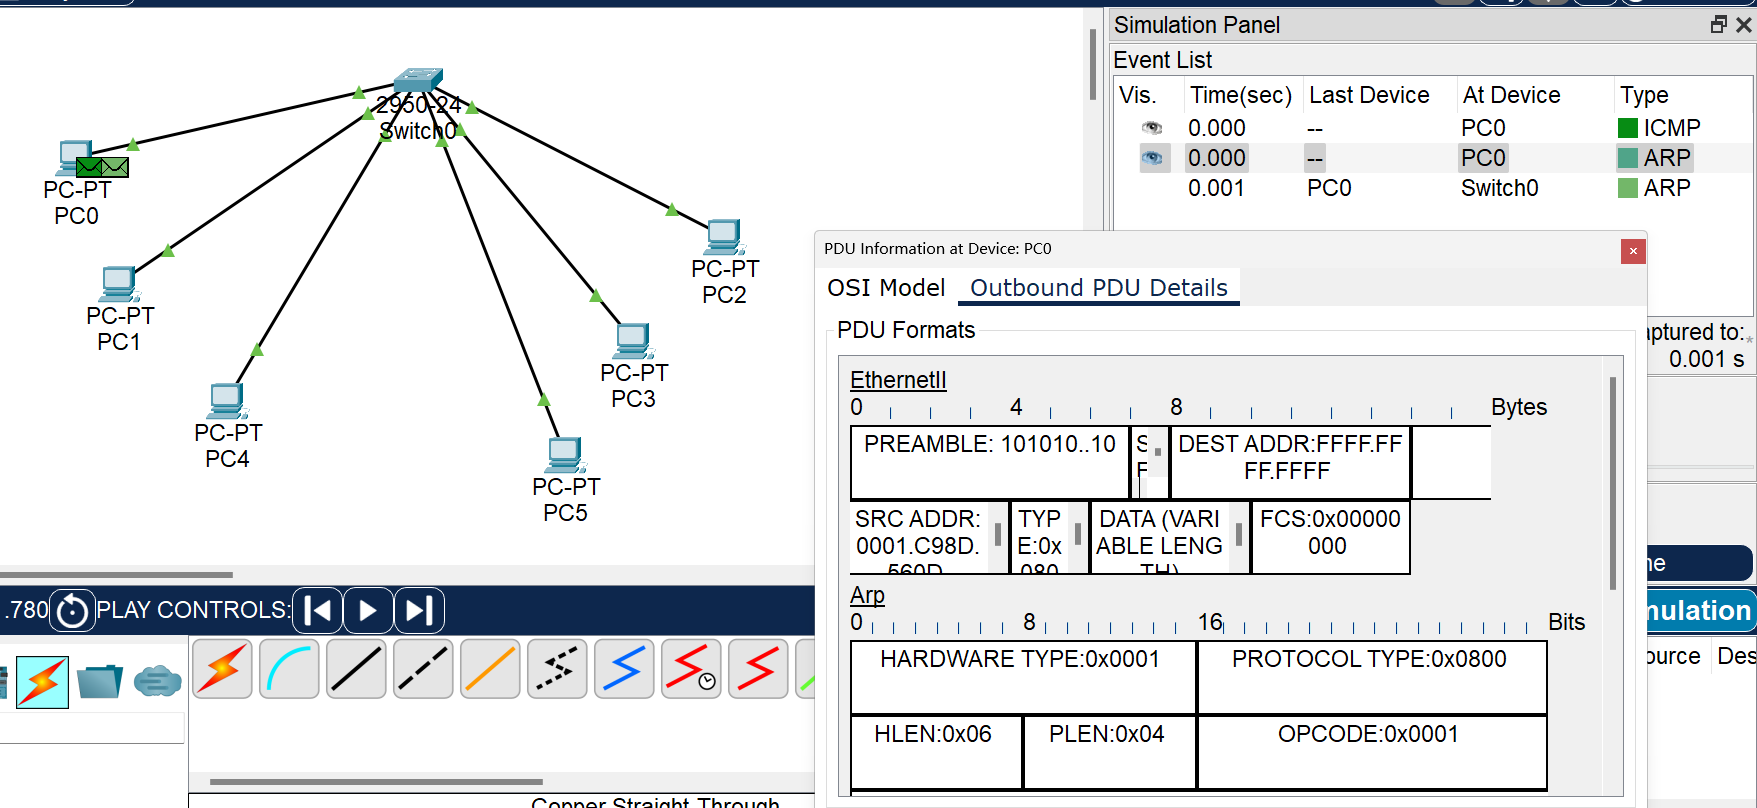 2950-24
Switch0
PC-PT
PC0
PC-PT
PC1
PC-PT
PC4
PC-PT
PC5
PC-PT
PC3
PC-PT
PC2
.780
PLAY CONTROLS:
Copper Straight-Through
Simulation Panel
Event List
Vis. Time(sec) Last Device At Device Type
0.000 -- PC0 ICMP
0.000 -- PC0 ARP
0.001 PC0 Switch0 ARP
PDU Information at Device: PC0
OSI Model Outbound PDU Details
PDU Formats
EthernetII
0 4 8 Bytes
PREAMBLE: 101010..10
S
F
DEST ADDR:FFFF.FF
FF.FFFF
SRC ADDR:
0001.C98D.
560D
TYP
E:0x
080
DATA (VARI
ABLE LENG
TH)
FCS:0x00000
000
Arp
0 8 16 Bits
HARDWARE TYPE:0x0001 PROTOCOL TYPE:0x0800
HLEN:0x06 PLEN:0x04 OPCODE:0x0001
aptured to:
0.001 s
ne
mulation
ource Des